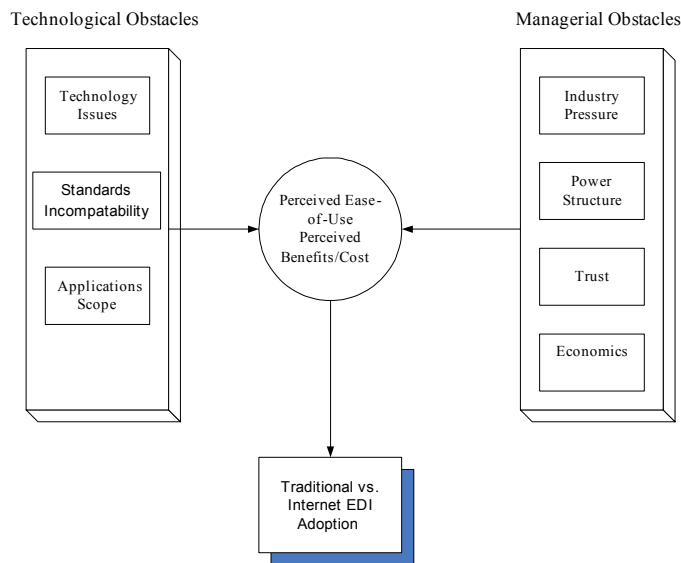 Technological Obstacles
Technology
Issues
Standards
Incompatability
Applications
Scope
Perceived Ease-
of-Use
Perceived
Benefits/Cost
Managerial Obstacles
Industry
Pressure
Power
Structure
Trust
Economics
Traditional vs.
Internet EDI
Adoption